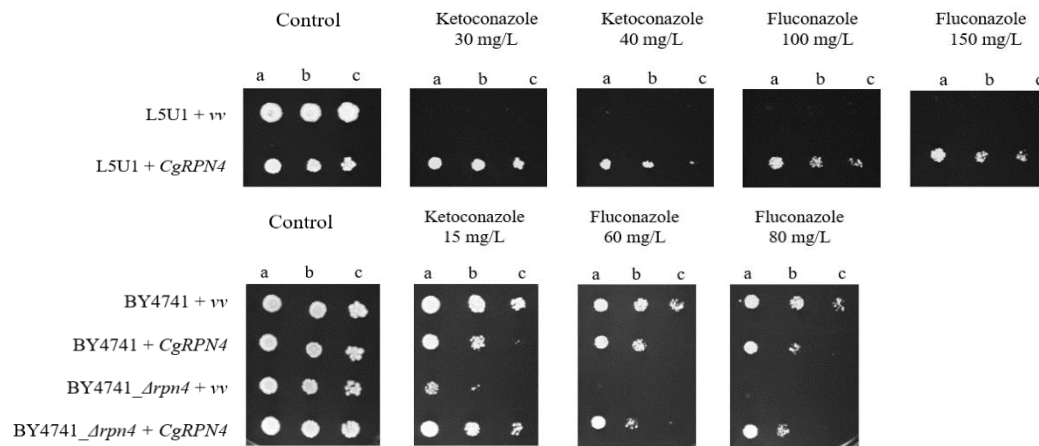 Control
Ketoconazole
30 mg/L
Ketoconazole
40 mg/L
Fluconazole
100 mg/L
Fluconazole
150 mg/L
a b c
a b c
a b c
a b c
a b c
L5U1 + vv
L5U1 + CgRPN4
Control
Ketoconazole
15 mg/L
Fluconazole
60 mg/L
Fluconazole
80 mg/L
a b c
a b c
a b c
a b c
BY4741 + vv
BY4741 + CgRPN4
BY4741_Δrpn4 + vv
BY4741_Δrpn4 + CgRPN4